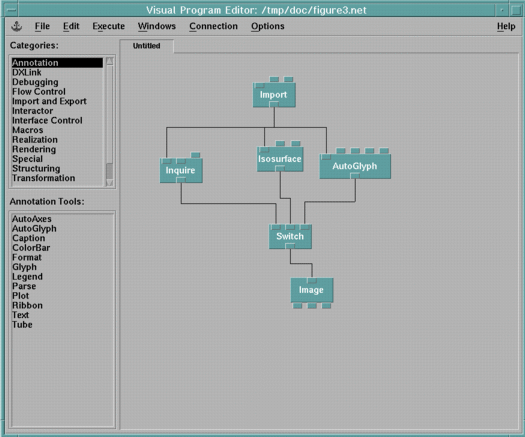 Visual Program Editor: /tmp/doc/figure3.net
File Edit Execute Windows Connection Options Help
Categories:
Untitled
Annotation
DXLink
Debugging
Flow Control
Import and Export
Interactor
Interface Control
Macros
Realization
Rendering
Special
Structuring
Transformation
Annotation Tools:
AutoAxes
AutoGlyph
Caption
ColorBar
Format
Glyph
Legend
Parse
Plot
Ribbon
Text
Tube
Import
Inquire
Isosurface
AutoGlyph
Switch
Image